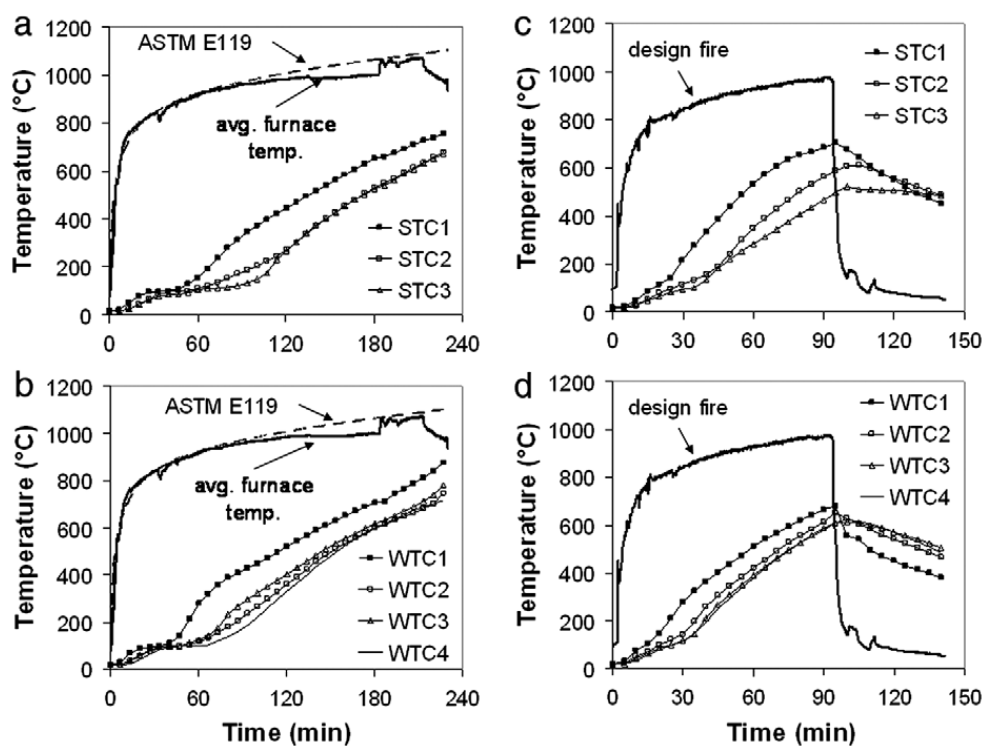 a
1200
1000
800
600
400
200
0
Temperature (°C)
ASTM E119
avg. furnace
temp.
STC1
STC2
STC3
0 60 120 180 240
time (min)
c
1200
1000
800
600
400
200
0
Temperature (°C)
design fire
STC1
STC2
STC3
0 30 60 90 120 150
time (min)
b
1200
1000
800
600
400
200
0
Temperature (°C)
ASTM E119
avg. furnace
temp.
WTC1
WTC2
WTC3
WTC4
0 60 120 180 240
Time (min)
d
1200
1000
800
600
400
200
0
Temperature (°C)
design fire
WTC1
WTC2
WTC3
WTC4
0 30 60 90 120 150
Time (min)